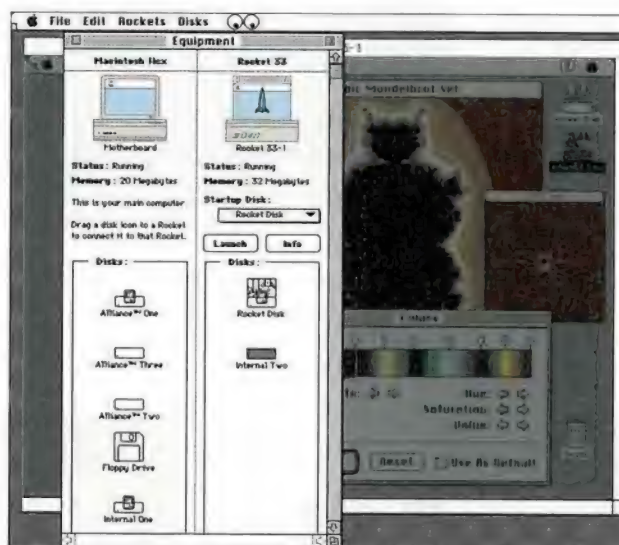 File Edit Rockets Disks
Equipment
Macintosh IIcx
Motherboard
Status: Running
Memory: 20 Megabytes
This is your main computer
Drag a disk icon to a Rocket
to connect it to that Rocket.
Disks:
Alliance™ One
Alliance™ Three
Alliance™ Two
Floppy Drive
Internal One
Rocket 33
Rocket 33-1
Status: Running
Memory: 32 Megabytes
Startup Disk:
Rocket Disk
Launch Info
Disks:
Rocket Disk
Internal Two
Mandelbrot Set
Hue:
Saturation:
Value:
Reset Use As Default